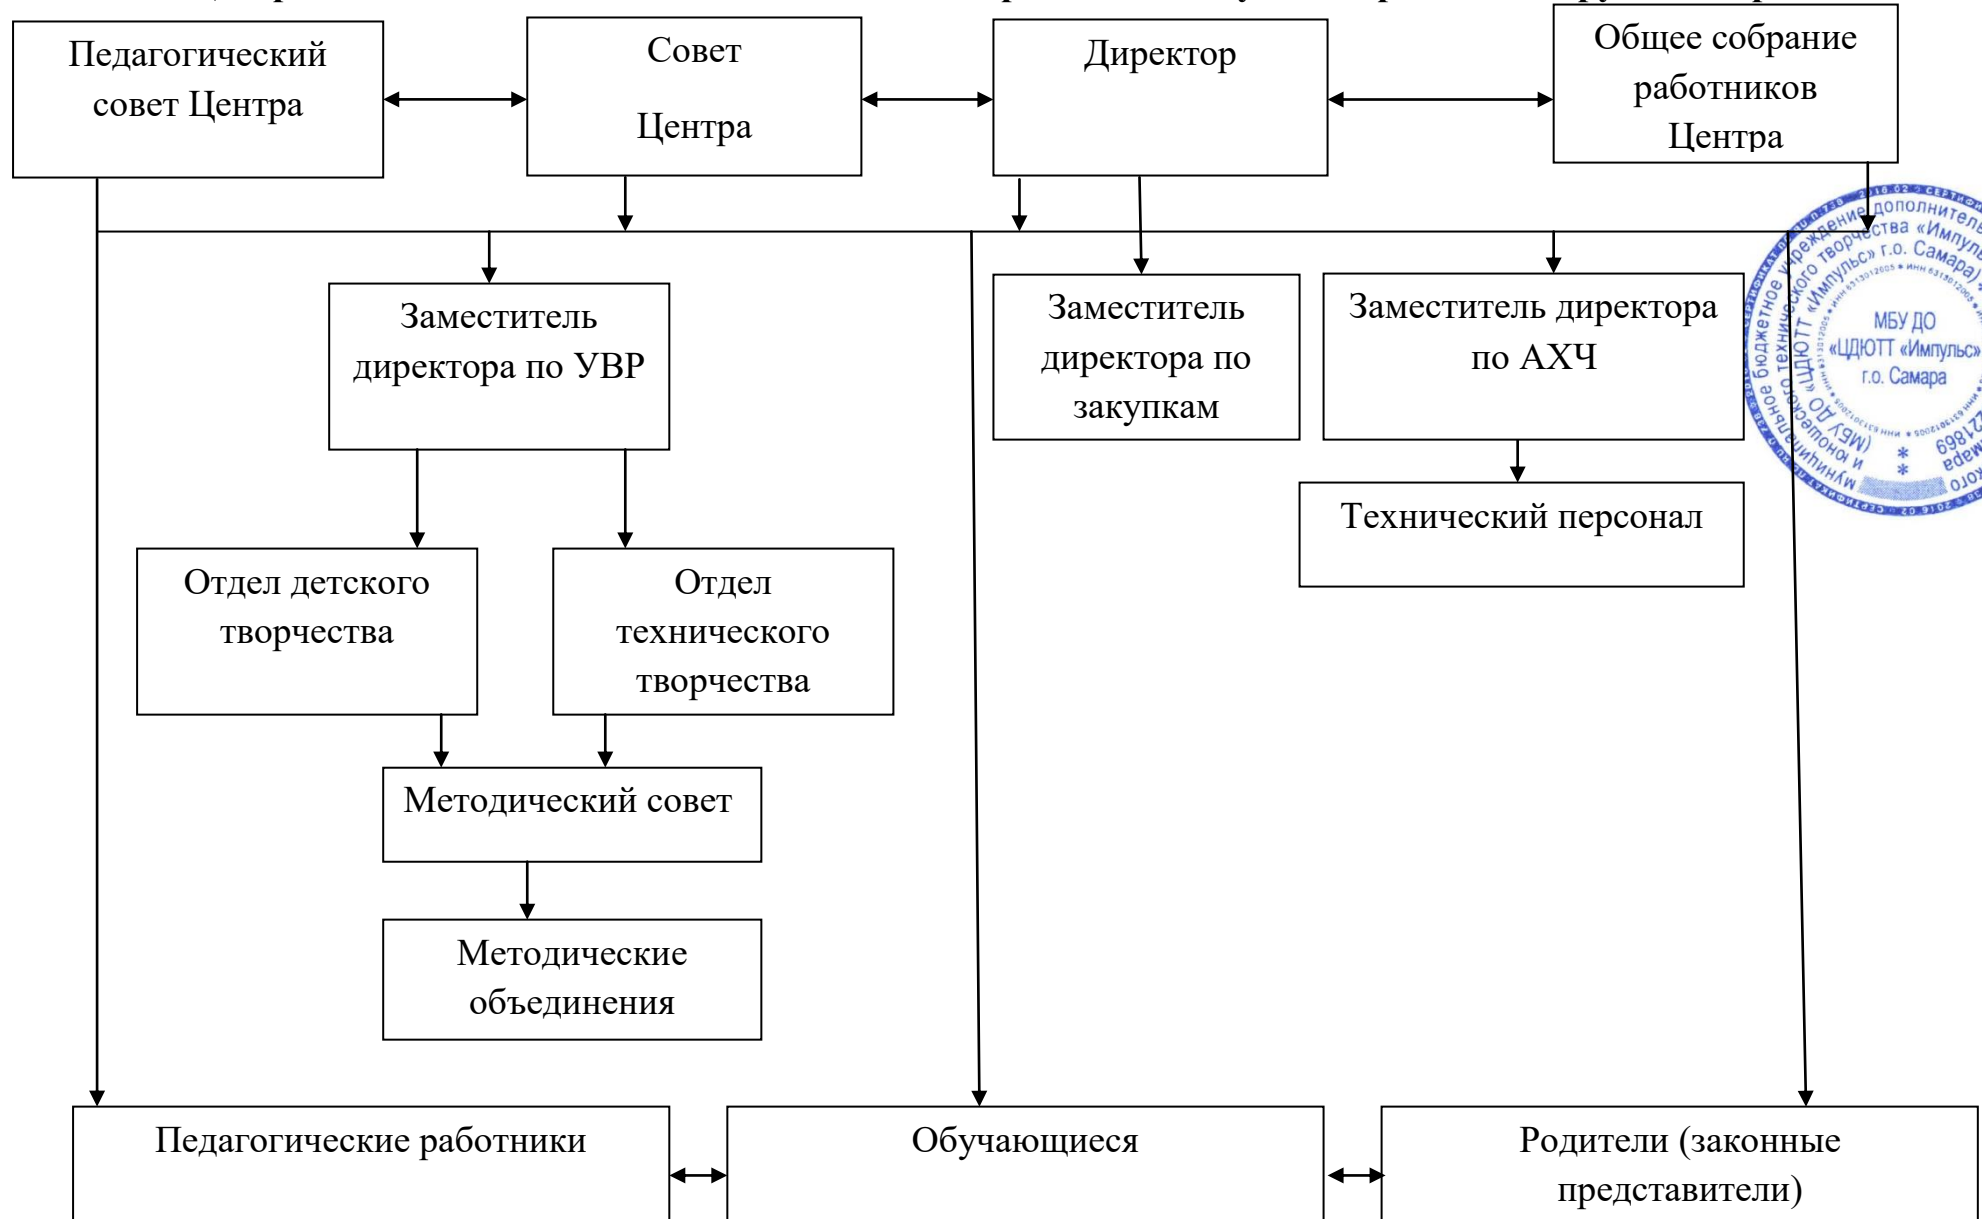 Педагогический
совет Центра
Совет
Центра
Директор
Общее собрание
работников
Центра
Заместитель
директора по УВР
Заместитель
директора по
закупкам
Заместитель директора
по АХЧ
МБУ ДО
«ЦДЮТТ «Импульс»
г.о. Самара
Технический персонал
Отдел детского
творчества
Отдел
технического
творчества
Методический совет
Методические
объединения
Педагогические работники
Обучающиеся
Родители (законные
представители)